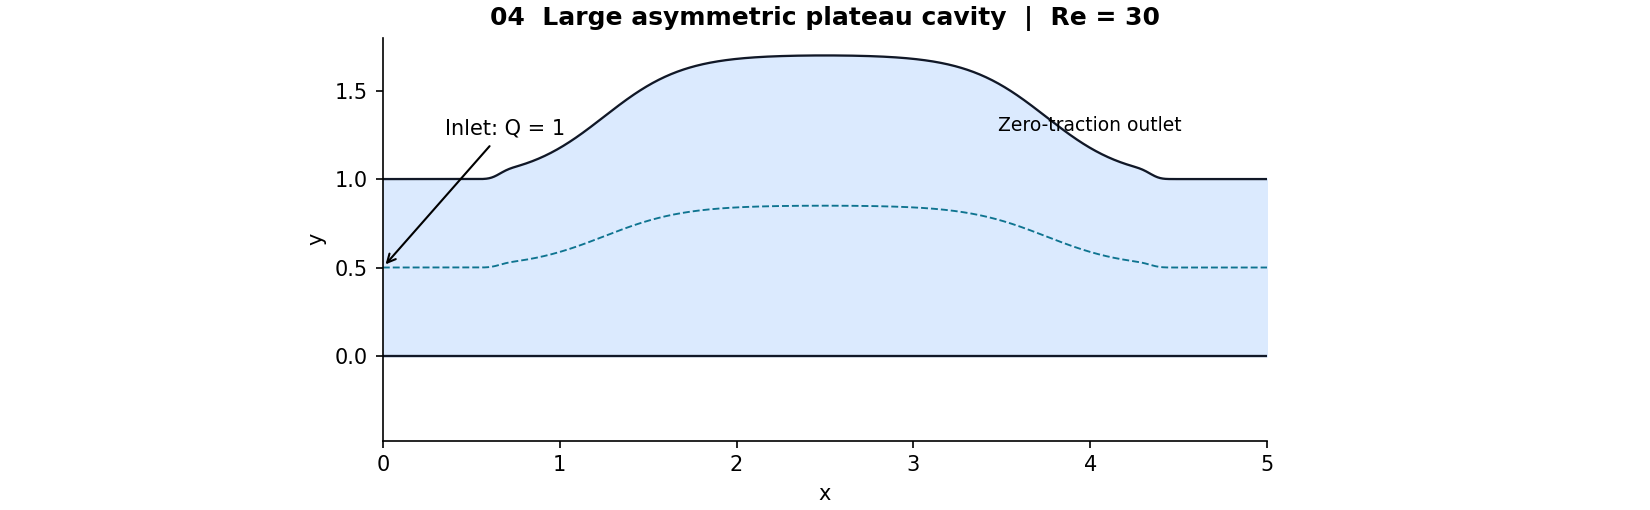 04  Large asymmetric plateau cavity  |  Re = 30
1.5
Inlet: Q = 1
Zero-traction outlet
1.0
y
0.5
0.0
0 1 2 3 4 5
x